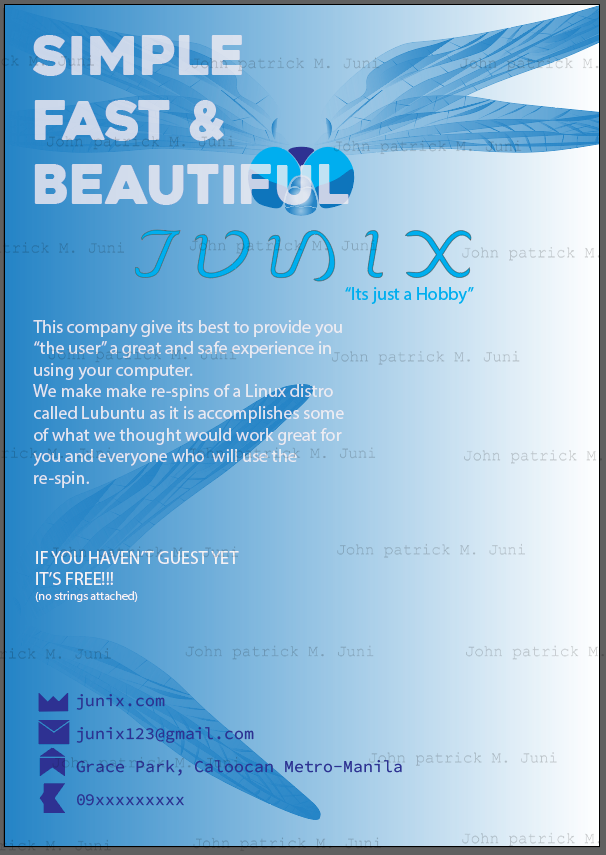 SIMPLE
FAST &
BEAUTIFUL
JUNIX
“Its just a Hobby”
This company give its best to provide you
“the user” a great and safe experience in
using your computer.
We make make re-spins of a Linux distro
called Lubuntu as it is accomplishes some
of what we thought would work great for
you and everyone who will use the
re-spin.
IF YOU HAVEN’T GUEST YET
IT’S FREE!!!
(no strings attached)
junix.com
junix123@gmail.com
Grace Park, Caloocan Metro-Manila
09xxxxxxxxx
John patrick M. Juni